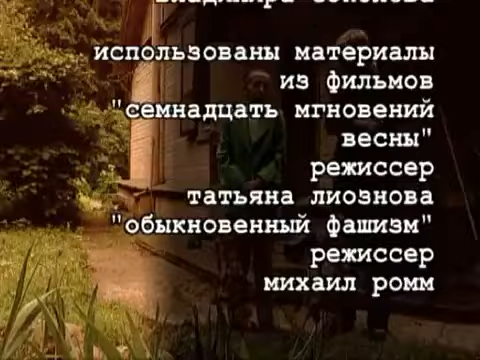 использованы материалы
из фильмов
"семнадцать мгновений
весны"
режиссер
татьяна лиознова
"обыкновенный фашизм"
режиссер
михаил ромм